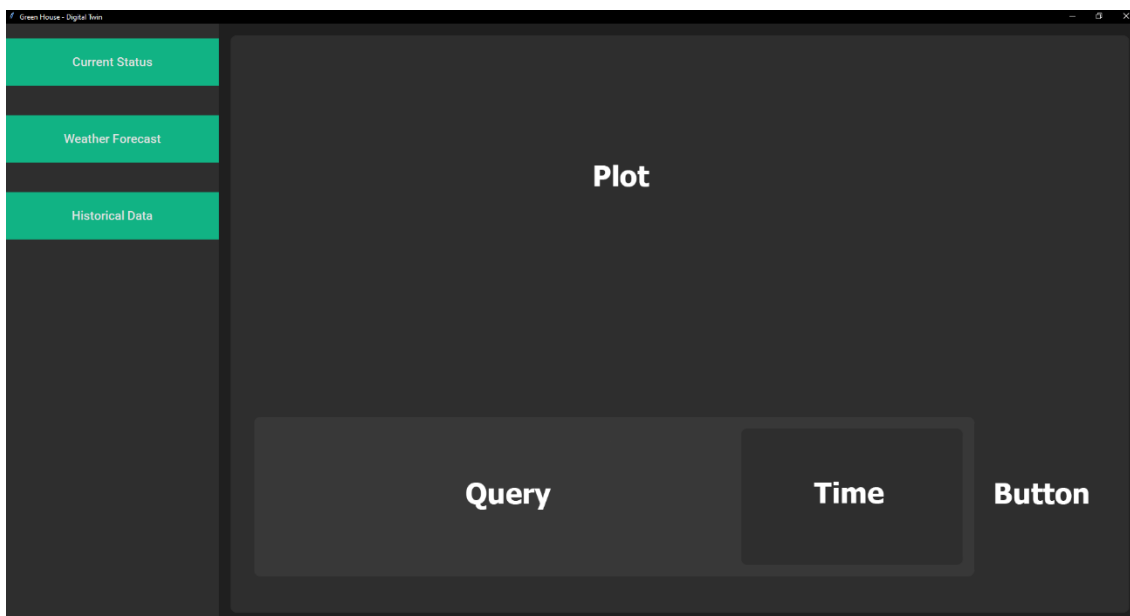 Green House - Digital Twin
Current Status
Weather Forecast
Historical Data
Plot
Query
Time
Button